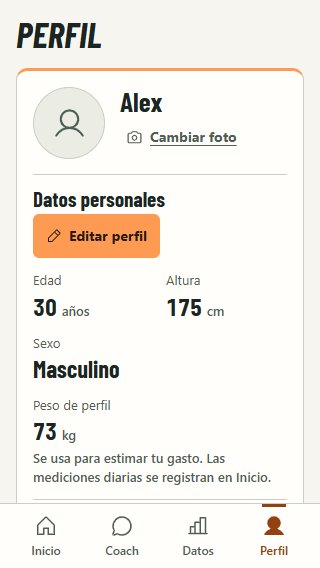 PERFIL
Alex
Cambiar foto
Datos personales
Editar perfil
Edad Altura
30 años 175 cm
Sexo
Masculino
Peso de perfil
73 kg
Se usa para estimar tu gasto. Las
mediciones diarias se registran en Inicio.
Inicio Coach Datos Perfil